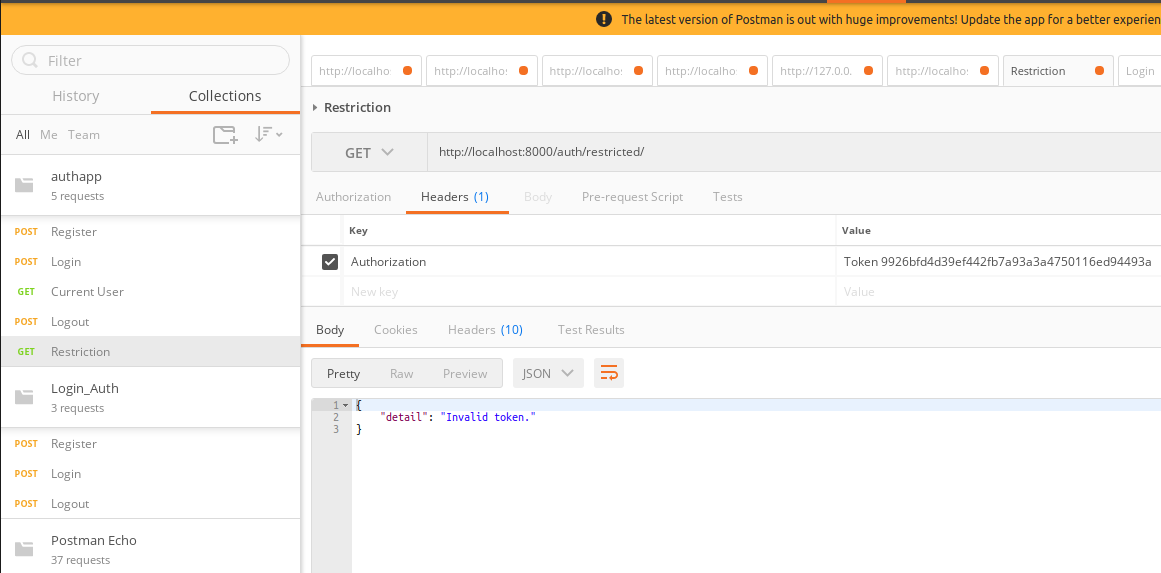 The latest version of Postman is out with huge improvements! Update the app for a better experien
Filter
History Collections
All Me Team
authapp
5 requests
POST Register
POST Login
GET Current User
POST Logout
GET Restriction
Login_Auth
3 requests
POST Register
POST Login
POST Logout
Postman Echo
37 requests
http://localho http://localho: http://localho: http://localho: http://127.0.0. http://localho: Restriction Login
Restriction
GET http://localhost:8000/auth/restricted/
Authorization Headers (1) Body Pre-request Script Tests
Key Value
Authorization Token 9926bfd4d39ef442fb7a93a3a4750116ed94493a
New key Value
Body Cookies Headers (10) Test Results
Pretty Raw Preview JSON
1 {
2 "detail": "Invalid token."
3 }